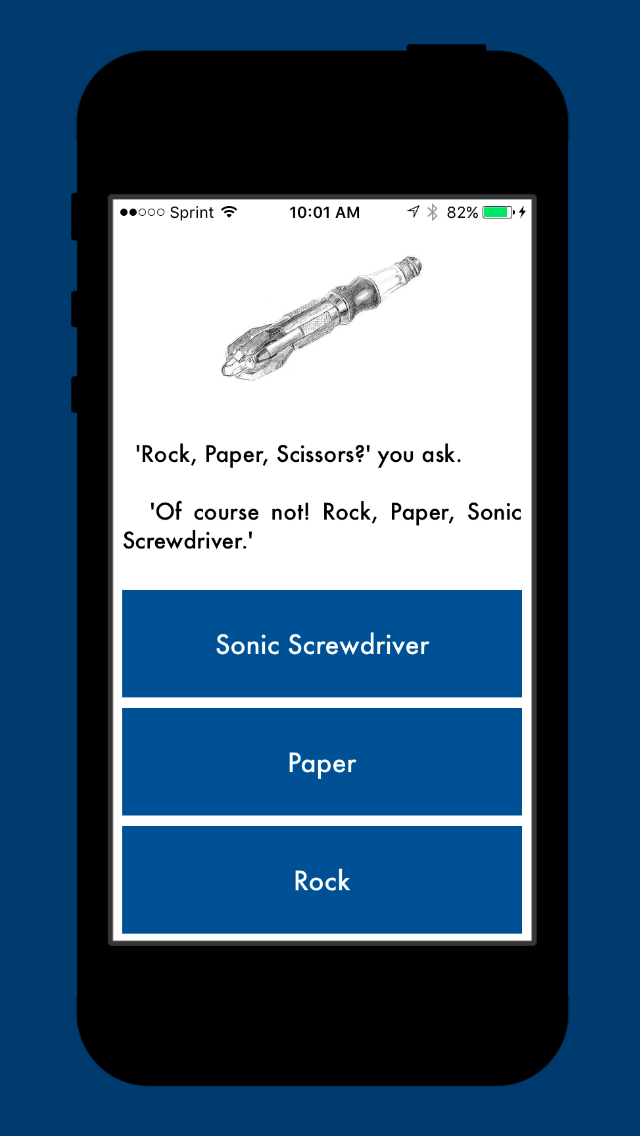 Sprint 10:01 AM 82%
'Rock, Paper, Scissors?' you ask.
'Of course not! Rock, Paper, Sonic
Screwdriver.'
Sonic Screwdriver
Paper
Rock